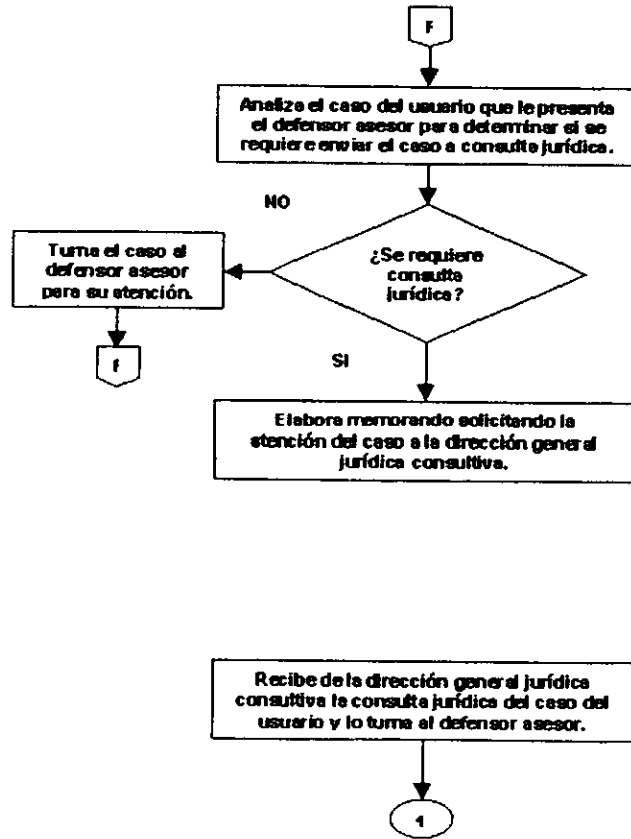 F
Analiza el caso del usuario que le presenta
el defensor asesor para determinar si se
requiere enviar el caso a consulta jurídica.
NO
¿Se requiere
consulta
jurídica?
Turna el caso al
defensor asesor
para su atención.
F
SI
Elabora memorando solicitando la
atención del caso a la dirección general
jurídica consultiva.
Recibe de la dirección general jurídica
consultiva la consulta jurídica del caso del
usuario y lo turna al defensor asesor.